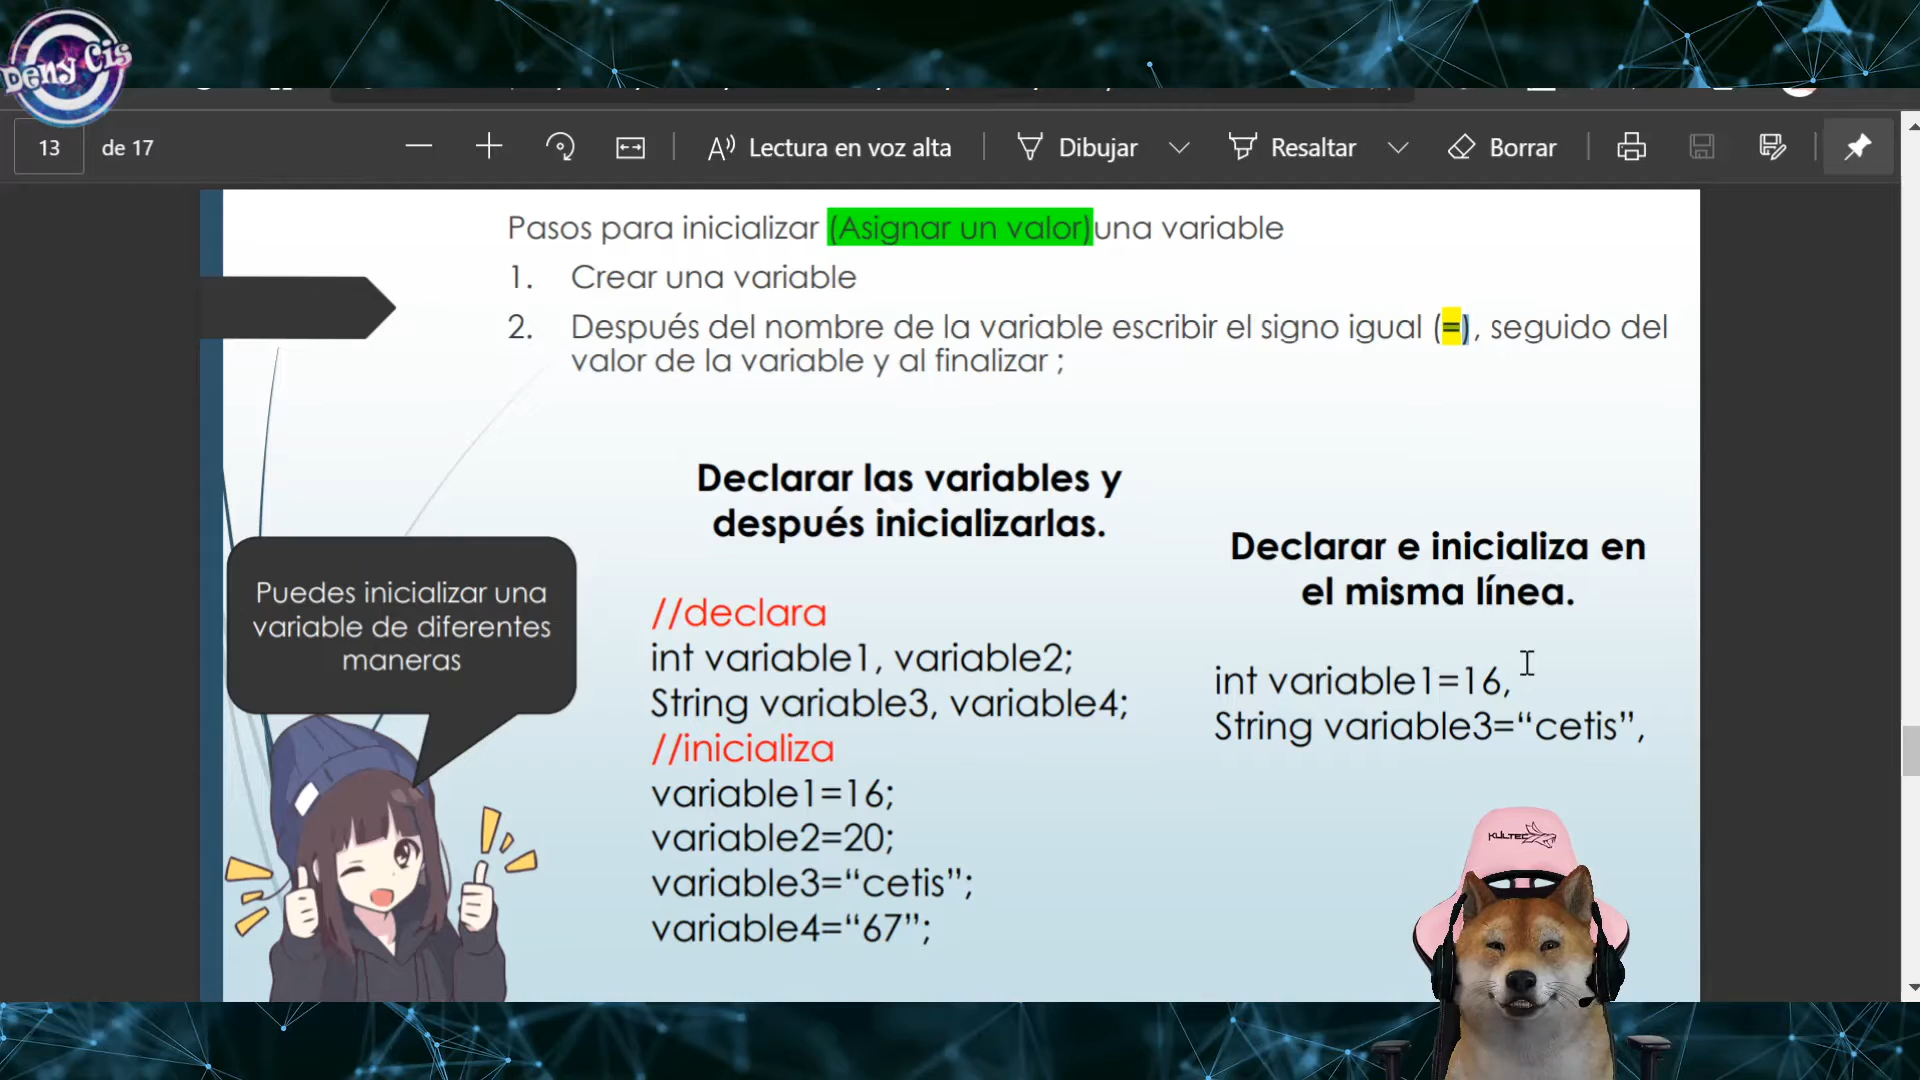 Deny Cis
13 de 17 Lectura en voz alta Dibujar Resaltar Borrar
Pasos para inicializar (Asignar un valor)una variable
1. Crear una variable
2. Después del nombre de la variable escribir el signo igual (=), seguido del
valor de la variable y al finalizar ;
Declarar las variables y
después inicializarlas.
Declarar e inicializa en
el misma línea.
Puedes inicializar una
variable de diferentes
maneras
//declara
int variable1, variable2;
String variable3, variable4;
//inicializa
variable1=16;
variable2=20;
variable3=“cetis”;
variable4=“67”;
int variable1=16,
String variable3=“cetis”,
KULTEC